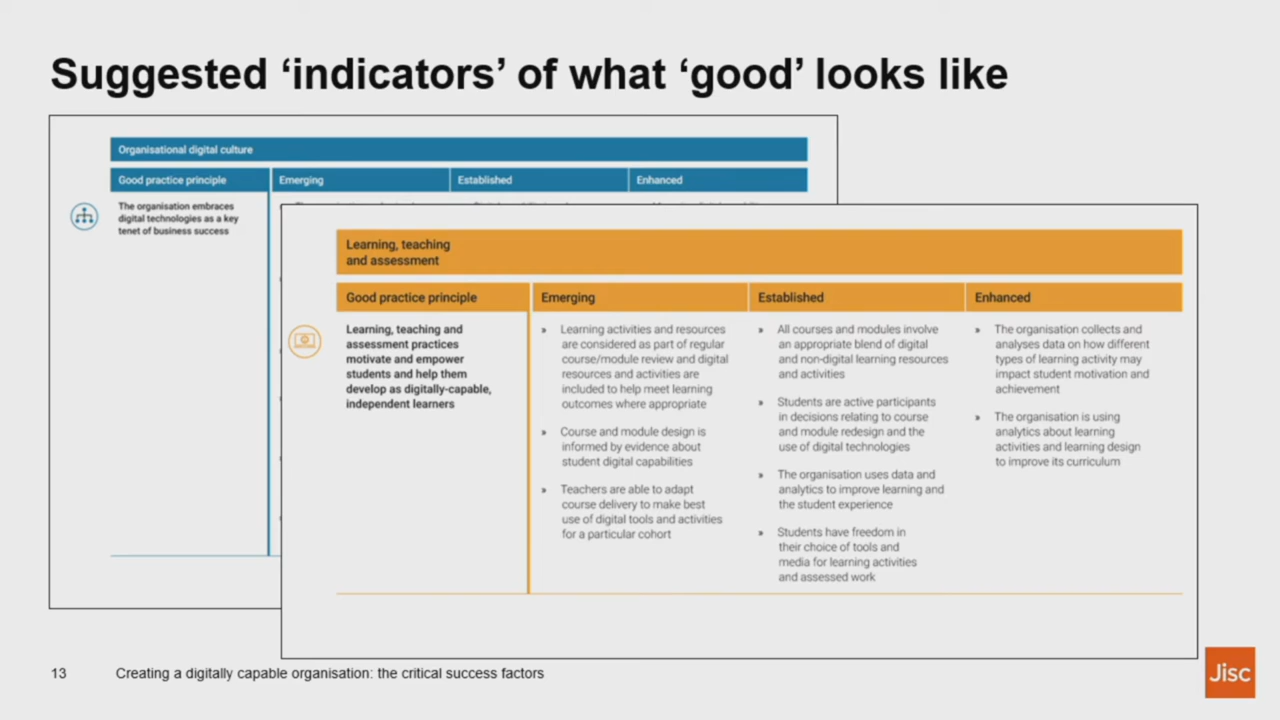 Suggested ‘indicators’ of what ‘good’ looks like
Organisational digital culture
Good practice principle
Emerging
Established
Enhanced
The organisation embraces
digital technologies as a key
tenet of business success
Learning, teaching
and assessment
Good practice principle
Emerging
Established
Enhanced
Learning, teaching and
assessment practices
motivate and empower
students and help them
develop as digitally-capable,
independent learners
» Learning activities and resources
are considered as part of regular
course/module review and digital
resources and activities are
included to help meet learning
outcomes where appropriate
» Course and module design is
informed by evidence about
student digital capabilities
» Teachers are able to adapt
course delivery to make best
use of digital tools and activities
for a particular cohort
» All courses and modules involve
an appropriate blend of digital
and non-digital learning resources
and activities
» Students are active participants
in decisions relating to course
and module redesign and the
use of digital technologies
» The organisation uses data and
analytics to improve learning and
the student experience
» Students have freedom in
their choice of tools and
media for learning activities
and assessed work
» The organisation collects and
analyses data on how different
types of learning activity may
impact student motivation and
achievement
» The organisation is using
analytics about learning
activities and learning design
to improve its curriculum
13
Creating a digitally capable organisation: the critical success factors
Jisc